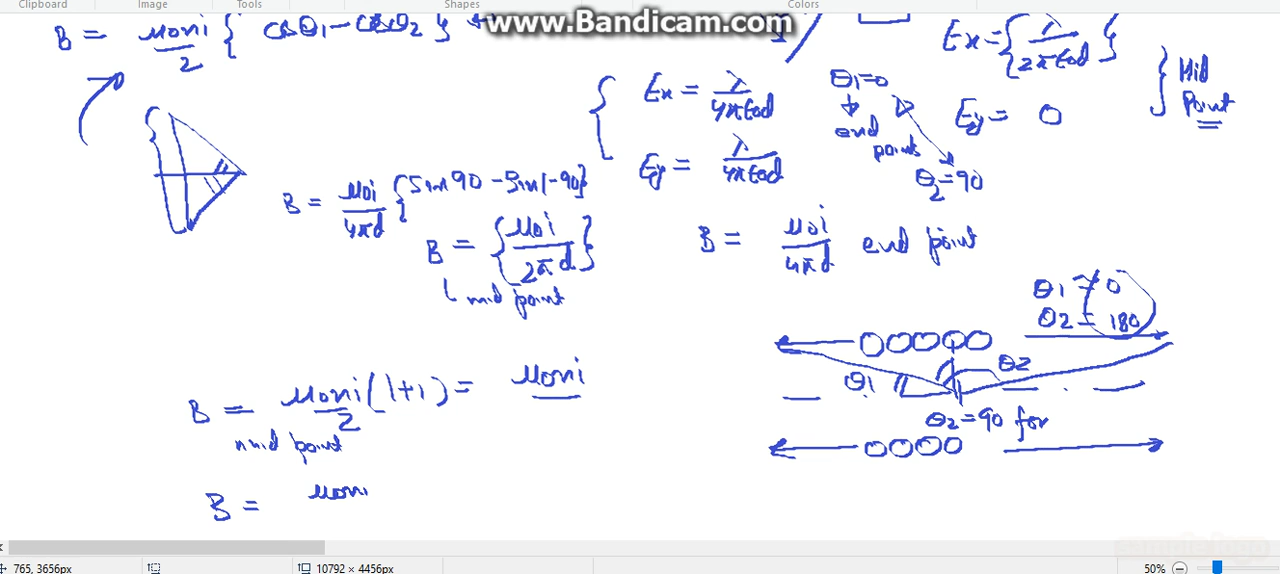 Clipboard Image Tools Shapes Colors
www.Bandicam.com
B = μ0ni/2 { cosθ1 - cosθ2 }
Ex = { λ/2πε0d }
Ey = 0
} Mid Point
{ Ex = λ/4πε0d
Ey = λ/4πε0d
θ1=0
end point
θ2=90
B = μ0i/4πd { Sin 90 - Sin(-90}
B = { μ0i/2πd }
mid point
B = μ0i/4πd end point
θ1 = 0
θ2 = 180
θ1 θ2
θ2=90 for
B = μ0ni/2 (1+1) = μ0ni
mid point
B = μ0ni
765, 3656px 10792 × 4456px 50%